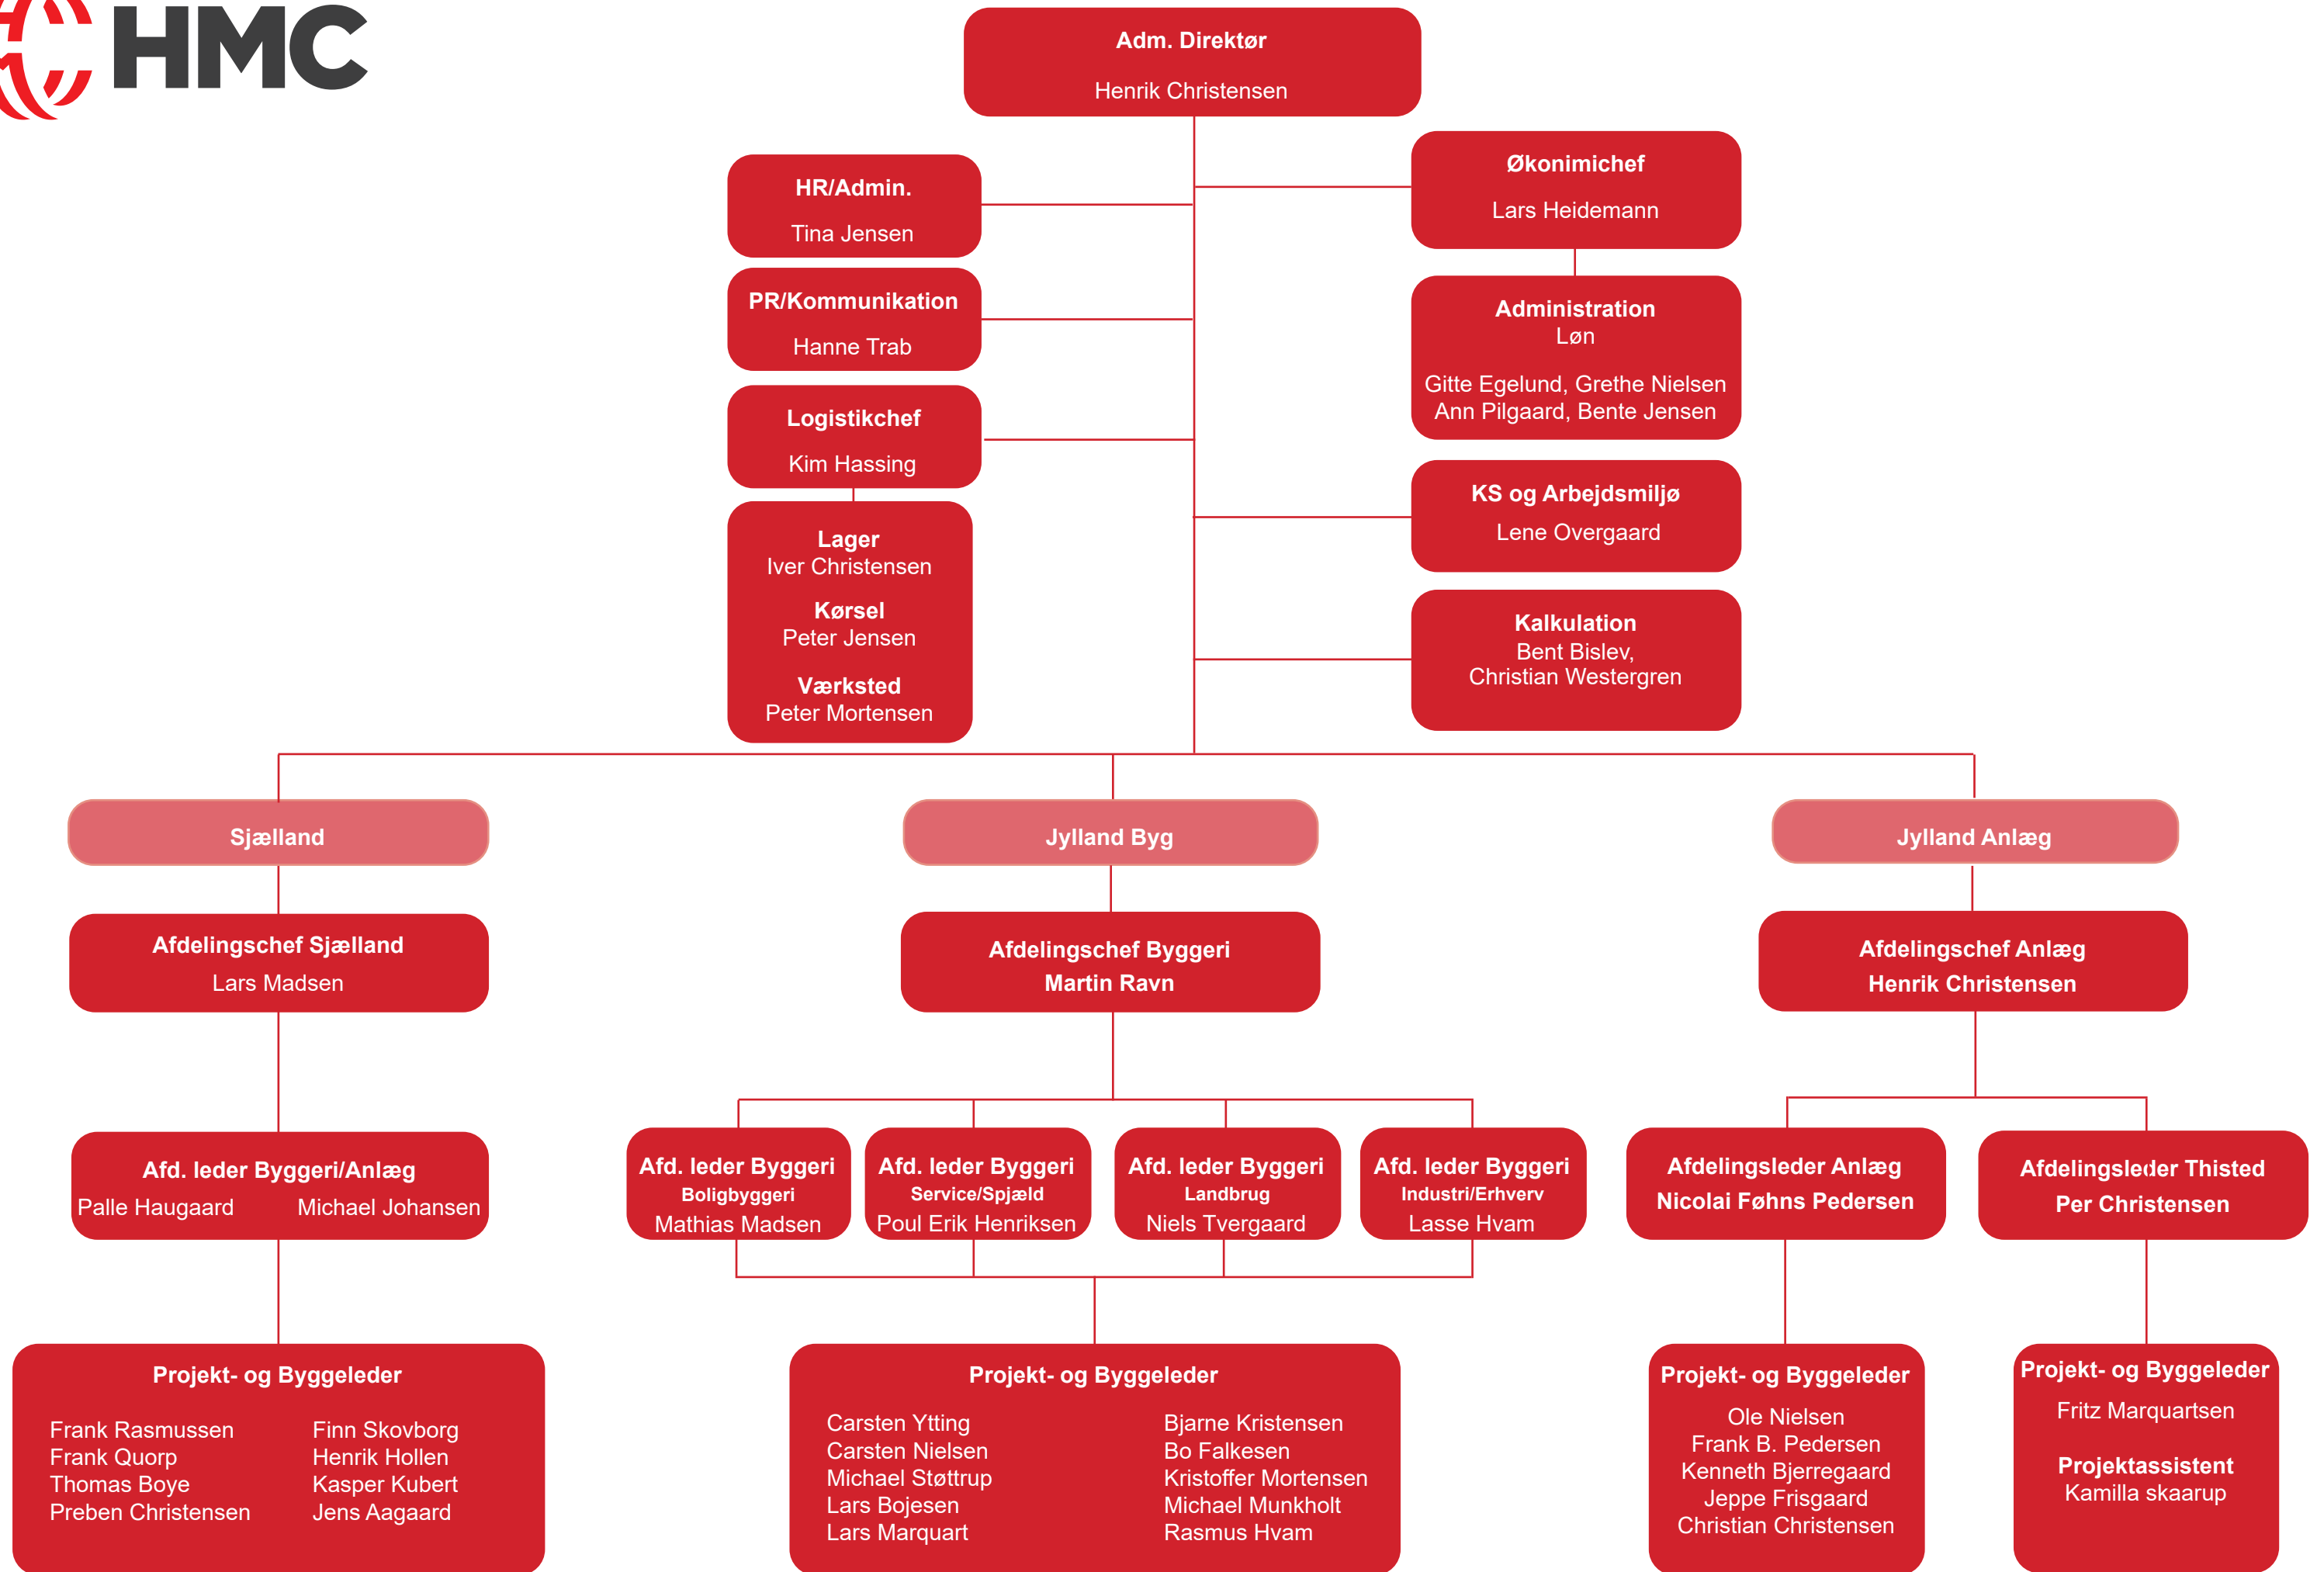 HMC
Adm. Direktør
Henrik Christensen
HR/Admin.
Tina Jensen
PR/Kommunikation
Hanne Trab
Logistikchef
Kim Hassing
Lager
Iver Christensen
Kørsel
Peter Jensen
Værksted
Peter Mortensen
Økonimichef
Lars Heidemann
Administration
Løn
Gitte Egelund, Grethe Nielsen
Ann Pilgaard, Bente Jensen
KS og Arbejdsmiljø
Lene Overgaard
Kalkulation
Bent Bislev,
Christian Westergren
Sjælland
Afdelingschef Sjælland
Lars Madsen
Afd. leder Byggeri/Anlæg
Palle Haugaard Michael Johansen
Projekt- og Byggeleder
Frank Rasmussen
Frank Quorp
Thomas Boye
Preben Christensen
Finn Skovborg
Henrik Hollen
Kasper Kubert
Jens Aagaard
Jylland Byg
Afdelingschef Byggeri
Martin Ravn
Afd. leder Byggeri
Boligbyggeri
Mathias Madsen
Afd. leder Byggeri
Service/Spjæld
Poul Erik Henriksen
Afd. leder Byggeri
Landbrug
Niels Tvergaard
Afd. leder Byggeri
Industri/Erhverv
Lasse Hvam
Projekt- og Byggeleder
Carsten Ytting
Carsten Nielsen
Michael Støttrup
Lars Bojesen
Lars Marquart
Bjarne Kristensen
Bo Falkesen
Kristoffer Mortensen
Michael Munkholt
Rasmus Hvam
Jylland Anlæg
Afdelingschef Anlæg
Henrik Christensen
Afdelingsleder Anlæg
Nicolai Føhns Pedersen
Projekt- og Byggeleder
Ole Nielsen
Frank B. Pedersen
Kenneth Bjerregaard
Jeppe Frisgaard
Christian Christensen
Afdelingsleder Thisted
Per Christensen
Projekt- og Byggeleder
Fritz Marquartsen
Projektassistent
Kamilla skaarup